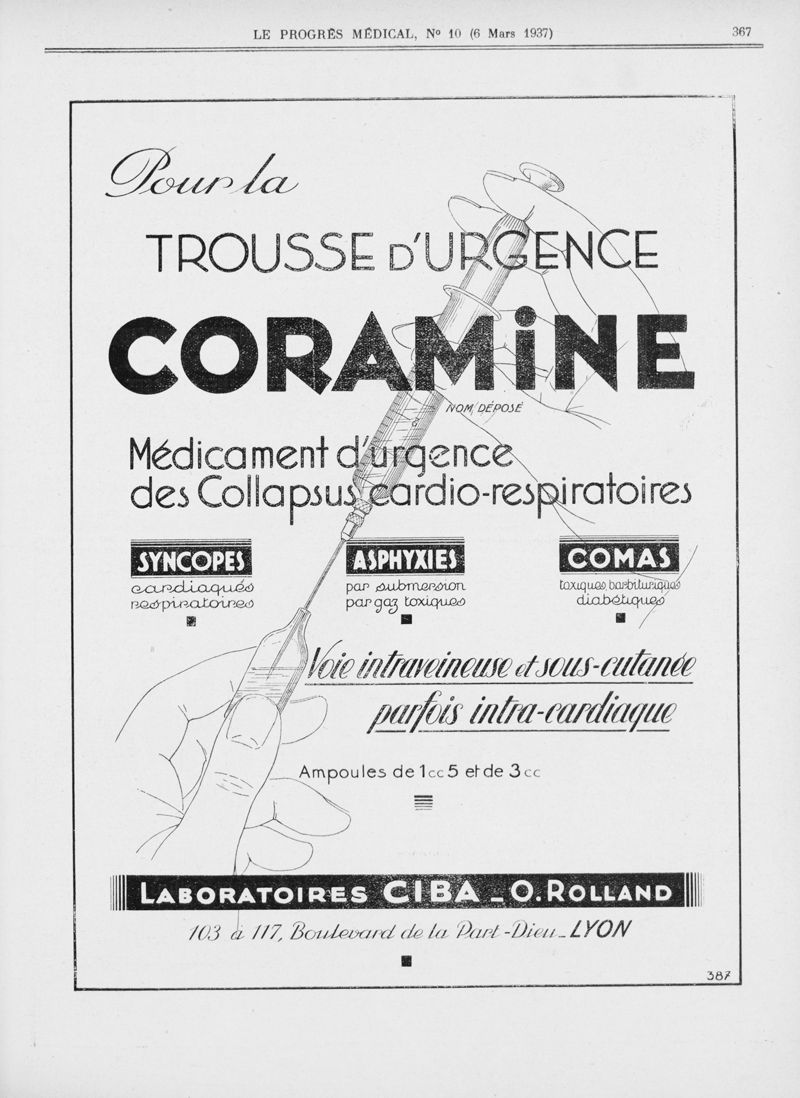 LE PROGRÈS MÉDICAL, Nº 10 (6 Mars 1937)
367
Pour la
TROUSSE D'URGENCE
CORAMiNE
NOM DÉPOSÉ
Médicament d'urgence
des Collapsus cardio-respiratoires
SYNCOPES
cardiaques
respiratoires
ASPHYXIES
par submersion
par gaz toxiques
COMAS
toxiques, barbituriques
diabétiques
Voie intraveineuse et sous-cutanée
parfois intra-cardiaque
Ampoules de 1cc 5 et de 3cc
LABORATOIRES CIBA _ O. ROLLAND
103 à 117, Boulevard de la Part-Dieu _ LYON
387